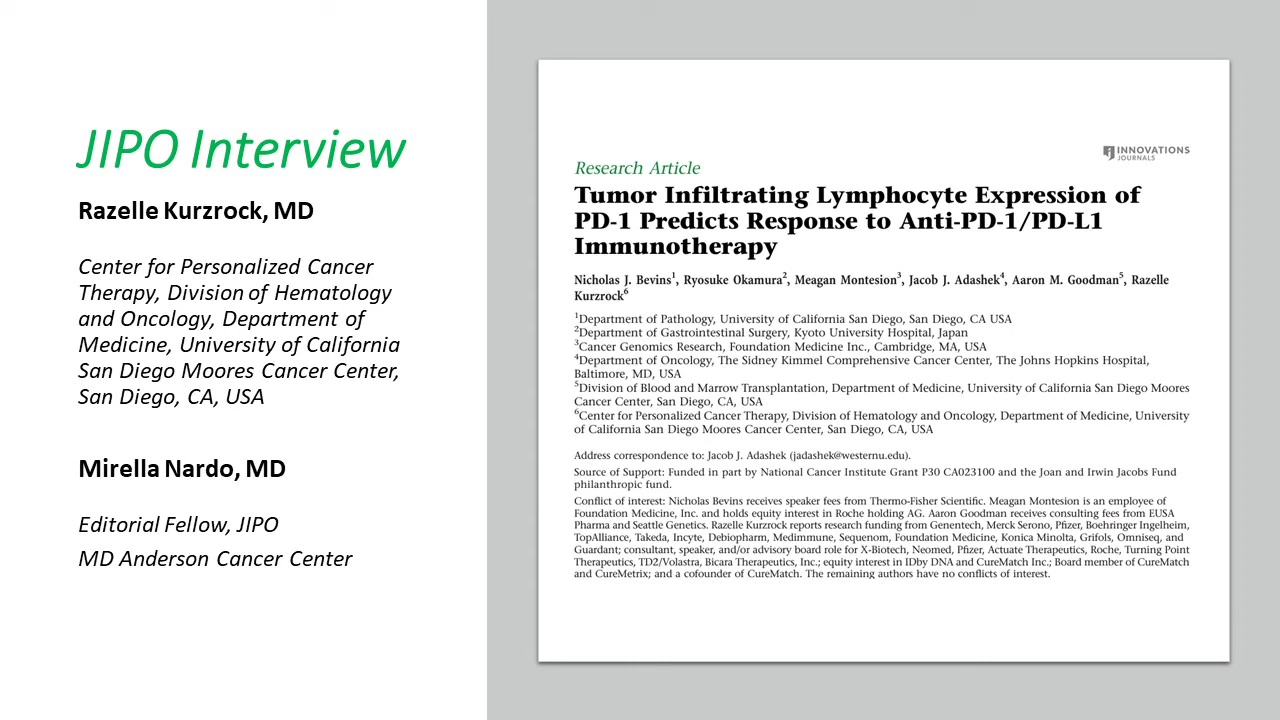 JIPO Interview
Razelle Kurzrock, MD
Center for Personalized Cancer
Therapy, Division of Hematology
and Oncology, Department of
Medicine, University of California
San Diego Moores Cancer Center,
San Diego, CA, USA
Mirella Nardo, MD
Editorial Fellow, JIPO
MD Anderson Cancer Center
INNOVATIONS
JOURNALS
Research Article
Tumor Infiltrating Lymphocyte Expression of
PD-1 Predicts Response to Anti-PD-1/PD-L1
Immunotherapy
Nicholas J. Bevins1, Ryosuke Okamura2, Meagan Montesion3, Jacob J. Adashek4, Aaron M. Goodman5, Razelle
Kurzrock6
1Department of Pathology, University of California San Diego, San Diego, CA USA
2Department of Gastrointestinal Surgery, Kyoto University Hospital, Japan
3Cancer Genomics Research, Foundation Medicine Inc., Cambridge, MA, USA
4Department of Oncology, The Sidney Kimmel Comprehensive Cancer Center, The Johns Hopkins Hospital,
Baltimore, MD, USA
5Division of Blood and Marrow Transplantation, Department of Medicine, University of California San Diego Moores
Cancer Center, San Diego, CA, USA
6Center for Personalized Cancer Therapy, Division of Hematology and Oncology, Department of Medicine, University
of California San Diego Moores Cancer Center, San Diego, CA, USA
Address correspondence to: Jacob J. Adashek (jadashek@westernu.edu).
Source of Support: Funded in part by National Cancer Institute Grant P30 CA023100 and the Joan and Irwin Jacobs Fund
philanthropic fund.
Conflict of interest: Nicholas Bevins receives speaker fees from Thermo-Fisher Scientific. Meagan Montesion is an employee of
Foundation Medicine, Inc. and holds equity interest in Roche holding AG. Aaron Goodman receives consulting fees from EUSA
Pharma and Seattle Genetics. Razelle Kurzrock reports research funding from Genentech, Merck Serono, Pfizer, Boehringer Ingelheim,
TopAlliance, Takeda, Incyte, Debiopharm, Medimmune, Sequenom, Foundation Medicine, Konica Minolta, Grifols, Omniseq, and
Guardant; consultant, speaker, and/or advisory board role for X-Biotech, Neomed, Pfizer, Actuate Therapeutics, Roche, Turning Point
Therapeutics, TD2/Volastra, Bicara Therapeutics, Inc.; equity interest in IDby DNA and CureMatch Inc.; Board member of CureMatch
and CureMetrix; and a cofounder of CureMatch. The remaining authors have no conflicts of interest.